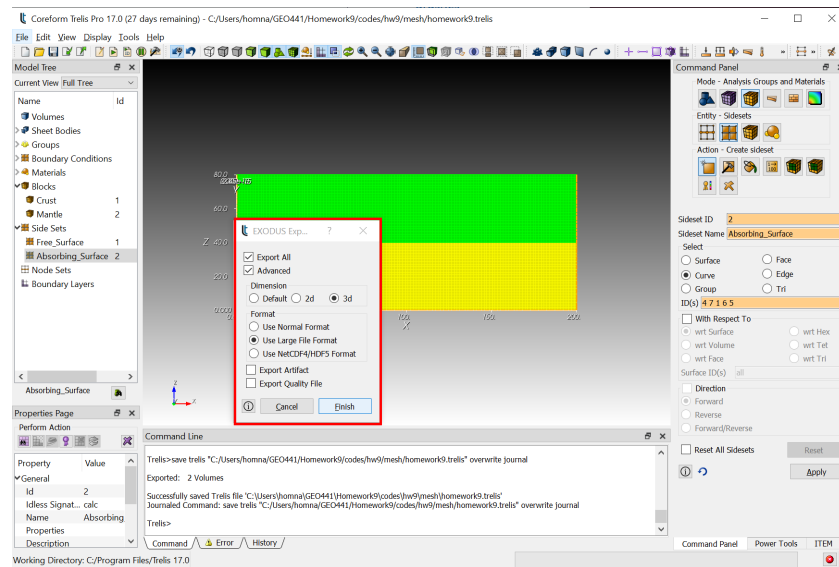 Coreform Trelis Pro 17.0 (27 days remaining) - C:/Users/homna/GEO441/Homework9/codes/hw9/mesh/homework9.trelis
File Edit View Display Tools Help
Model Tree
Current View Full Tree
Name Id
Volumes
Sheet Bodies
Groups
Boundary Conditions
Materials
Blocks
Crust 1
Mantle 2
Side Sets
Free_Surface 1
Absorbing_Surface 2
Node Sets
Boundary Layers
Absorbing_Surface
Properties Page
Perform Action
Property Value
General
Id 2
Idless Signat... calc
Name Absorbing
Properties
Description
80.0
60.0
Z 40.0
20.0
0.000
0. 100. 150. 200.
X
Z
X
EXODUS Exp... ?
Export All
Advanced
Dimension
Default 2d 3d
Format
Use Normal Format
Use Large File Format
Use NetCDF4/HDF5 Format
Export Artifact
Export Quality File
Cancel Finish
Command Line
Trelis>save trelis "C:/Users/homna/GEO441/Homework9/codes/hw9/mesh/homework9.trelis" overwrite journal
Exported: 2 Volumes
Successfully saved Trelis file 'C:\Users\homna\GEO441\Homework9\codes\hw9\mesh\homework9.trelis'
Journaled Command: save trelis "C:/Users/homna/GEO441/Homework9/codes/hw9/mesh/homework9.trelis" overwrite journal
Trelis>
Command Error History
Working Directory: C:/Program Files/Trelis 17.0
Command Panel
Mode - Analysis Groups and Materials
Entity - Sidesets
Action - Create sideset
Sideset ID 2
Sideset Name Absorbing_Surface
Select
Surface Face
Curve Edge
Group Tri
ID(s) 4 7 1 6 5
With Respect To
wrt Surface wrt Hex
wrt Volume wrt Tet
wrt Face wrt Tri
Surface ID(s) all
Direction
Forward
Reverse
Forward/Reverse
Reset All Sidesets Reset
Apply
Command Panel Power Tools ITEM